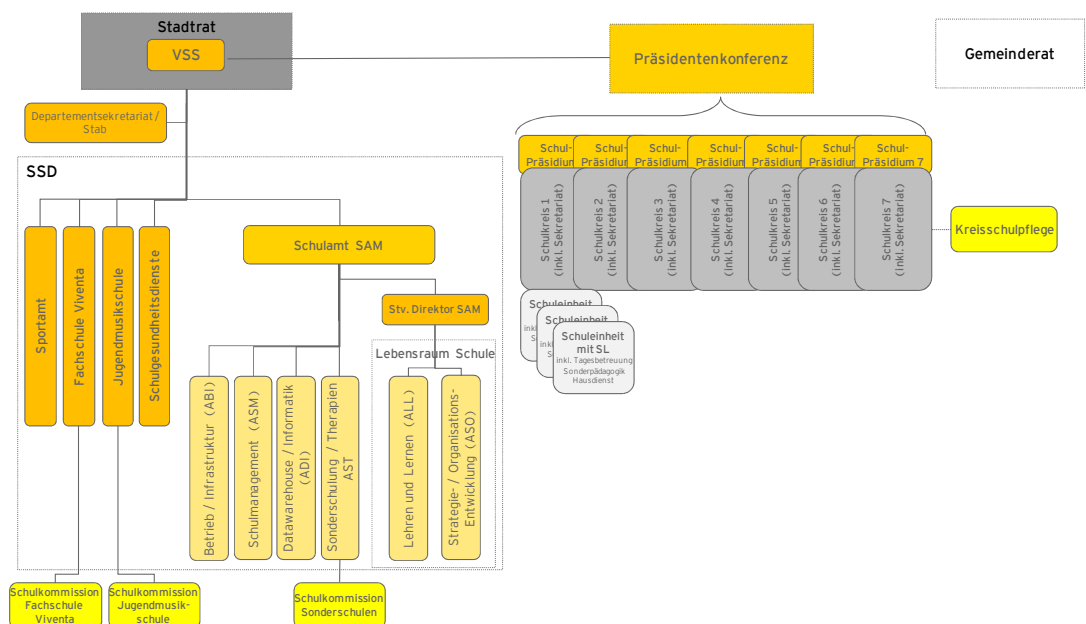 Stadtrat
VSS
Präsidentenkonferenz
Gemeinderat
Departementsekretariat /
Stab
SSD
Schul-
Präsidium
Schul-
Präsidium
Schul-
Präsidium
Schul-
Präsidium
Schul-
Präsidium
Schul-
Präsidium
Schul-
Präsidium 7
Schulkreis 1
(inkl. Sekretariat)
Schulkreis 2
(inkl. Sekretariat)
Schulkreis 3
(inkl. Sekretariat)
Schulkreis 4
(inkl. Sekretariat)
Schulkreis 5
(inkl. Sekretariat)
Schulkreis 6
(inkl. Sekretariat)
Schulkreis 7
(inkl. Sekretariat)
Kreisschulpflege
Sportamt
Fachschule Viventa
Jugendmusikschule
Schulgesundheitsdienste
Schulamt SAM
Stv. Direktor SAM
Lebensraum Schule
Schuleinheit
Schuleinheit
Schuleinheit
mit SL
inkl. Tagesbetreuung
Sonderpädagogik
Hausdienst
Betrieb / Infrastruktur (ABI)
Schulmanagement (ASM)
Datawarehouse / Informatik
(ADI)
Sonderschulung / Therapien
AST
Lehren und Lernen (ALL)
Strategie- / Organisations-
Entwicklung (ASO)
Schulkommission
Fachschule
Viventa
Schulkommission
Jugendmusik-
schule
Schulkommission
Sonderschulen